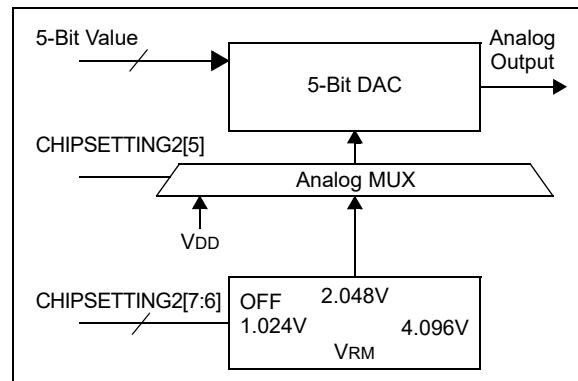 5-Bit Value
Analog
Output
5-Bit DAC
CHIPSETTING2[5]
Analog MUX
VDD
CHIPSETTING2[7:6]
OFF
2.048V
1.024V
4.096V
VRM